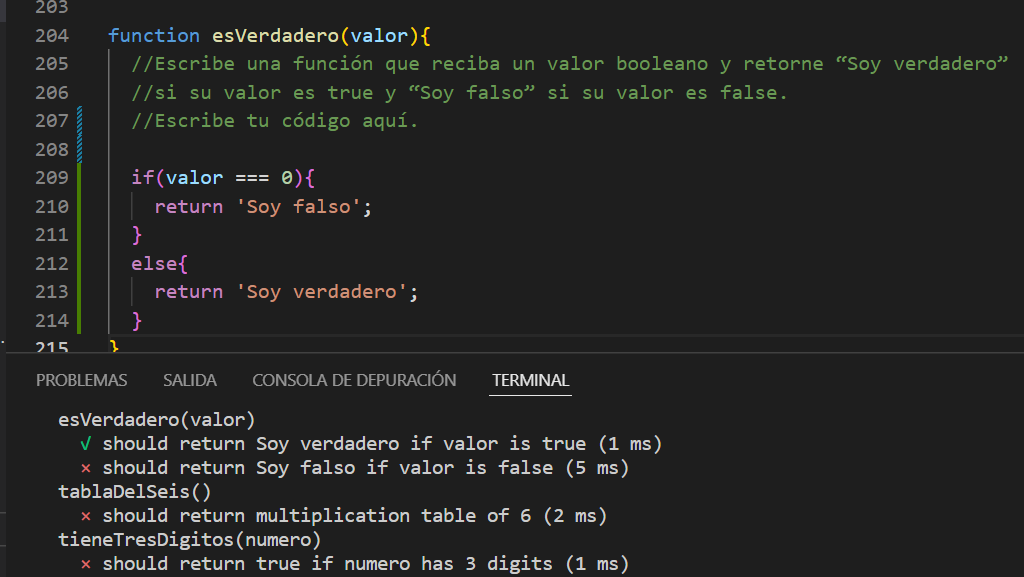 203
204 function esVerdadero(valor){
205 //Escribe una función que reciba un valor booleano y retorne “Soy verdadero”
206 //si su valor es true y “Soy falso” si su valor es false.
207 //Escribe tu código aquí.
208
209 if(valor === 0){
210 return 'Soy falso';
211 }
212 else{
213 return 'Soy verdadero';
214 }
215 }
PROBLEMAS SALIDA CONSOLA DE DEPURACIÓN TERMINAL
esVerdadero(valor)
√ should return Soy verdadero if valor is true (1 ms)
× should return Soy falso if valor is false (5 ms)
tablaDelSeis()
× should return multiplication table of 6 (2 ms)
tieneTresDigitos(numero)
× should return true if numero has 3 digits (1 ms)